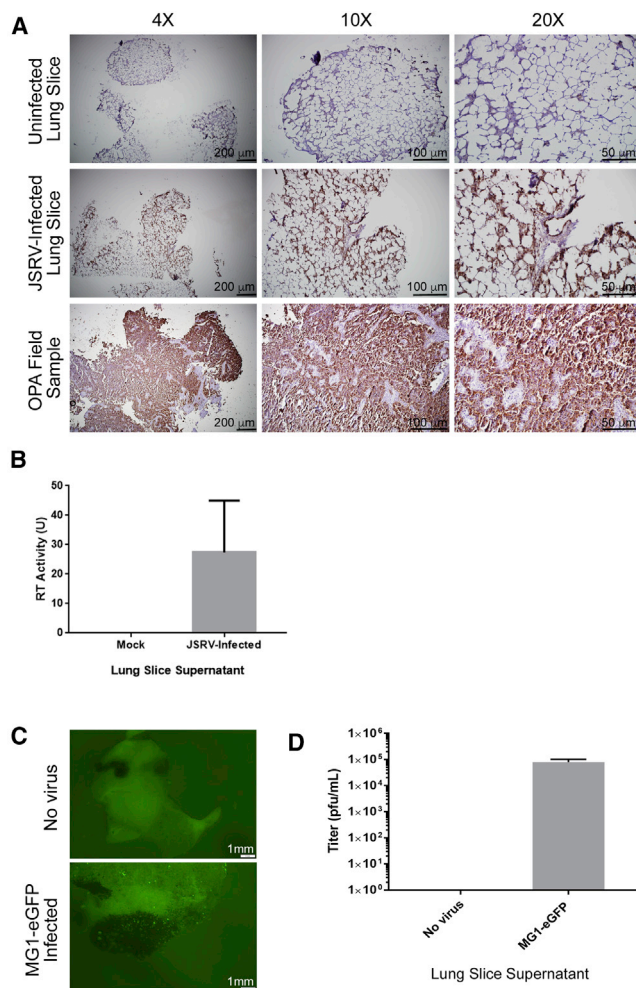 A
4X
10X
20X
Uninfected
Lung Slice
200 μm
100 μm
50 μm
JSRV-Infected
Lung Slice
200 μm
100 μm
50 μm
OPA Field
Sample
200 μm
100 μm
50 μm
B
50
40
30
20
10
0
RT Activity (U)
Mock
JSRV-Infected
Lung Slice Supernatant
C
No virus
1mm
MG1-eGFP
Infected
1mm
D
1×10⁶
1×10⁵
1×10⁴
1×10³
1×10²
1×10¹
1×10⁰
Titer (pfu/mL)
No virus
MG1-eGFP
Lung Slice Supernatant